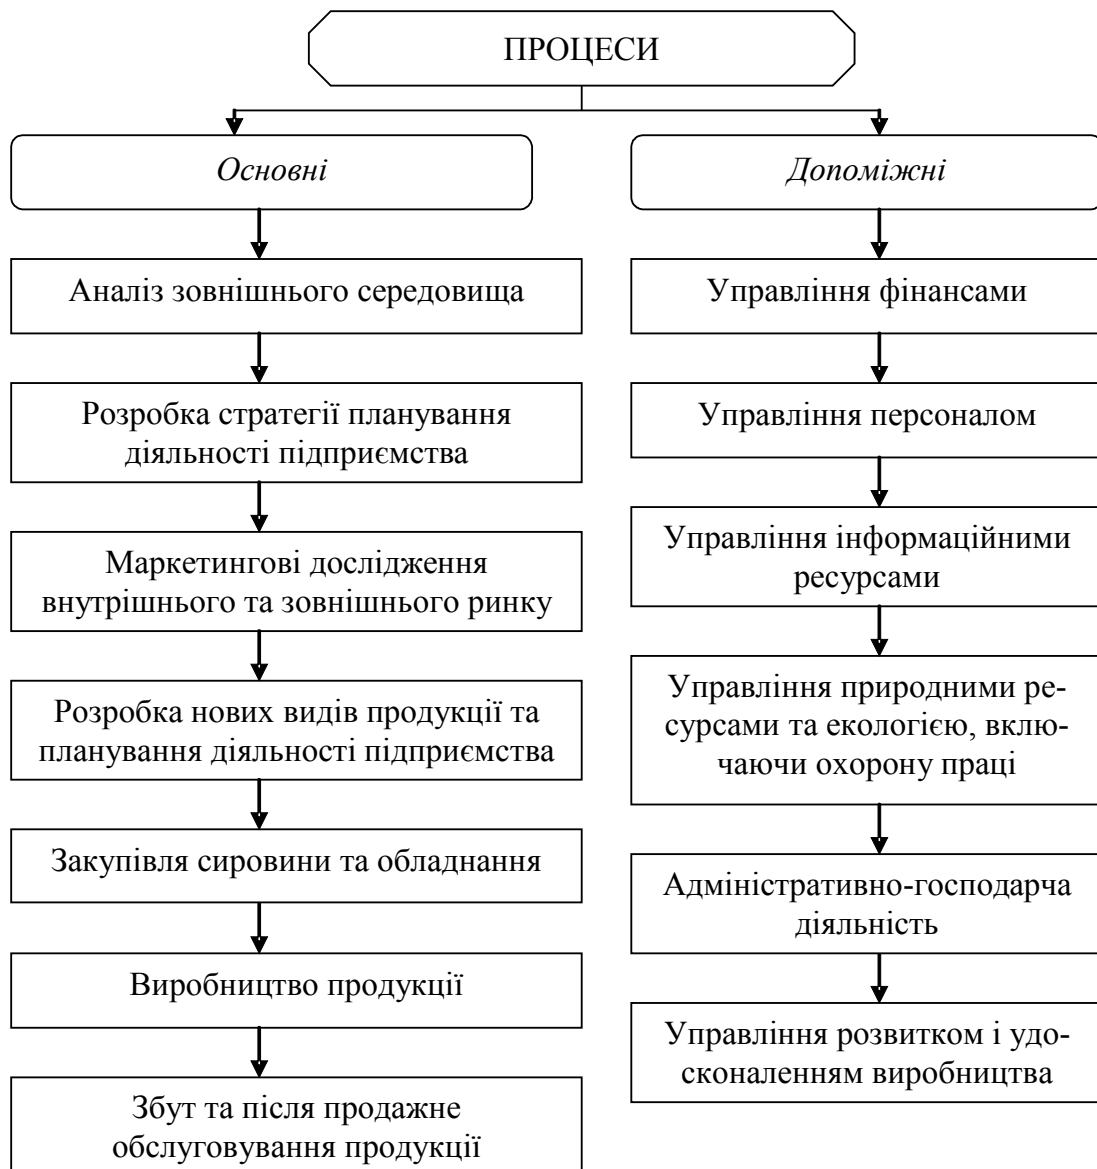 ПРОЦЕСИ
Основні
Аналіз зовнішнього середовища
Розробка стратегії планування
діяльності підприємства
Маркетингові дослідження
внутрішнього та зовнішнього ринку
Розробка нових видів продукції та
планування діяльності підприємства
Закупівля сировини та обладнання
Виробництво продукції
Збут та після продажне
обслуговування продукції
Допоміжні
Управління фінансами
Управління персоналом
Управління інформаційними
ресурсами
Управління природними ре-
сурсами та екологією, вклю-
чаючи охорону праці
Адміністративно-господарча
діяльність
Управління розвитком і удо-
сконаленням виробництва